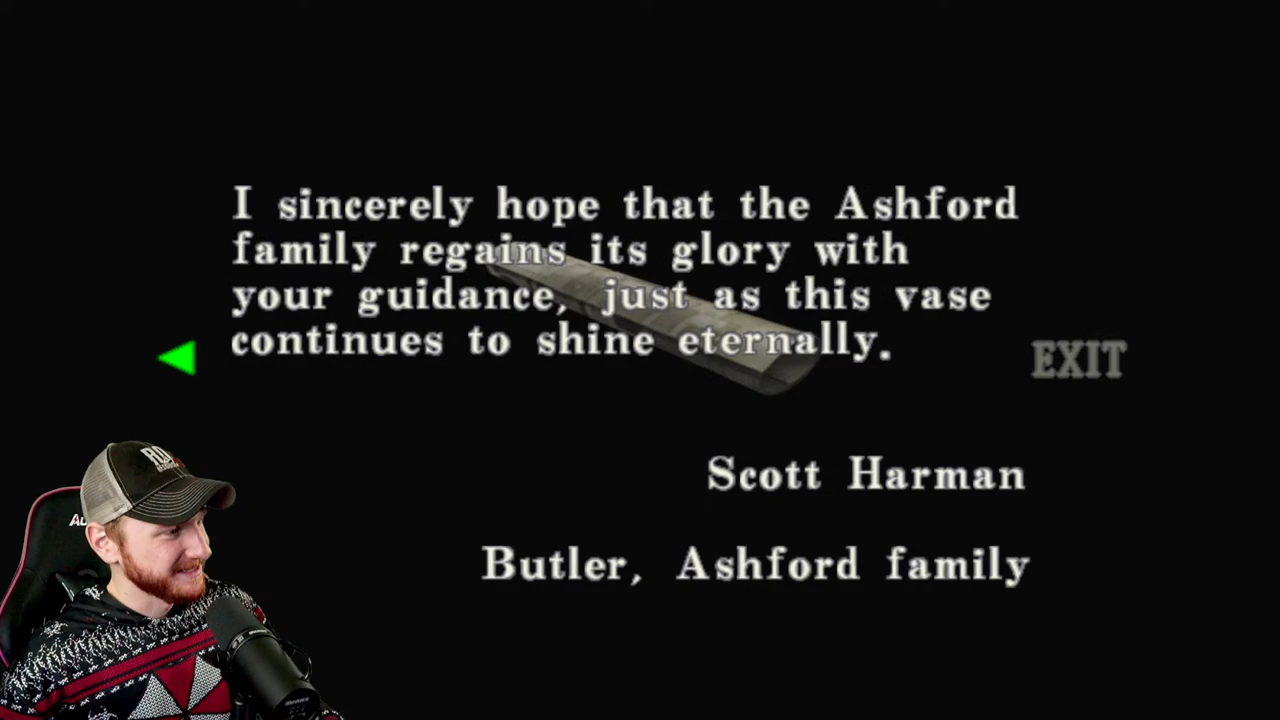 I sincerely hope that the Ashford
family regains its glory with
your guidance, just as this vase
continues to shine eternally.
EXIT
Scott Harman
Butler, Ashford family